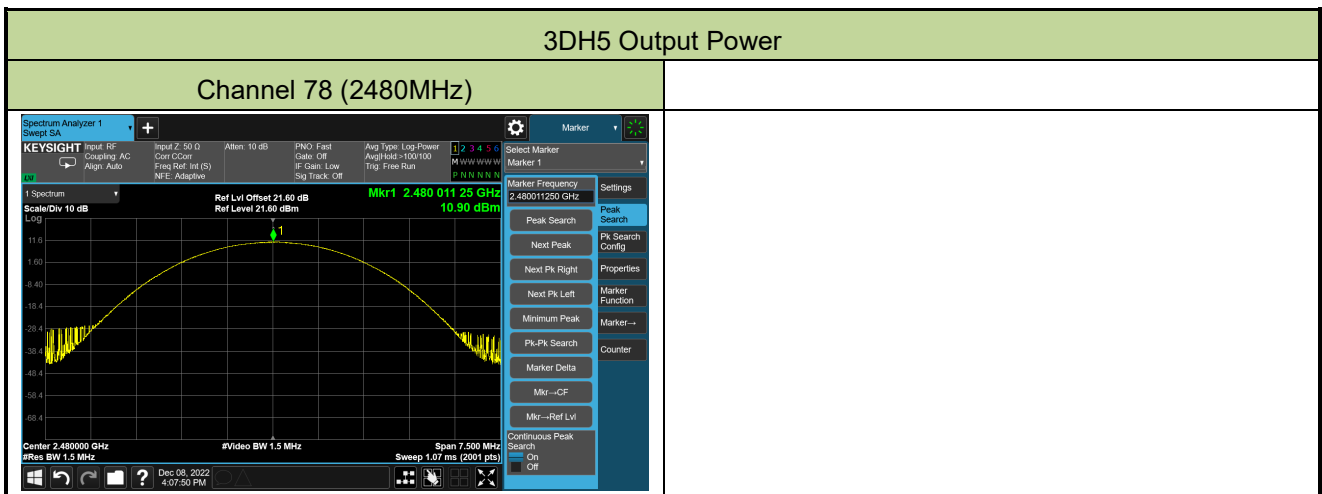 3DH5 Output Power
Channel 78 (2480MHz)
Spectrum Analyzer 1
Swept SA
+
Marker
KEYSIGHT
Input: RF
Coupling: AC
Align: Auto
Input Z: 50 Ω
Corr CCorr
Freq Ref: Int (S)
NFE: Adaptive
Atten: 10 dB
PNO: Fast
Gate: Off
IF Gain: Low
Sig Track: Off
Avg Type: Log-Power
Avg|Hold:>100/100
Trig: Free Run
1 2 3 4 5 6
M W W W W W
P N N N N N
LXI
Select Marker
Marker 1
1 Spectrum
Scale/Div 10 dB
Log
Ref Lvl Offset 21.60 dB
Ref Level 21.60 dBm
Mkr1 2.480 011 25 GHz
10.90 dBm
1
11.6
1.60
-8.40
-18.4
-28.4
-38.4
-48.4
-58.4
-68.4
Center 2.480000 GHz
#Res BW 1.5 MHz
#Video BW 1.5 MHz
Span 7.500 MHz
Sweep 1.07 ms (2001 pts)
Marker Frequency
2.480011250 GHz
Peak Search
Next Peak
Next Pk Right
Next Pk Left
Minimum Peak
Pk-Pk Search
Marker Delta
Mkr→CF
Mkr→Ref Lvl
Continuous Peak
Search
On
Off
Settings
Peak
Search
Pk Search
Config
Properties
Marker
Function
Marker→
Counter
?
Dec 08, 2022
4:07:50 PM